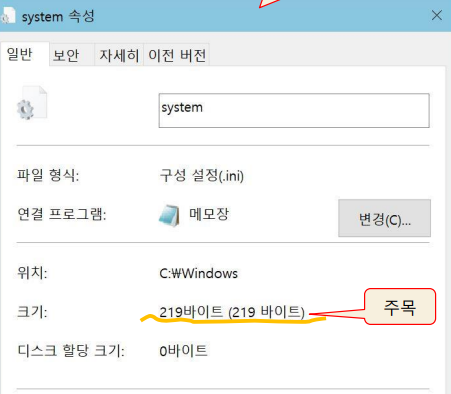 system 속성
일반 보안 자세히 이전 버전
system
파일 형식: 구성 설정(.ini)
연결 프로그램: 메모장 변경(C)...
위치: C:₩Windows
크기: 219바이트 (219 바이트) 주목
디스크 할당 크기: 0바이트